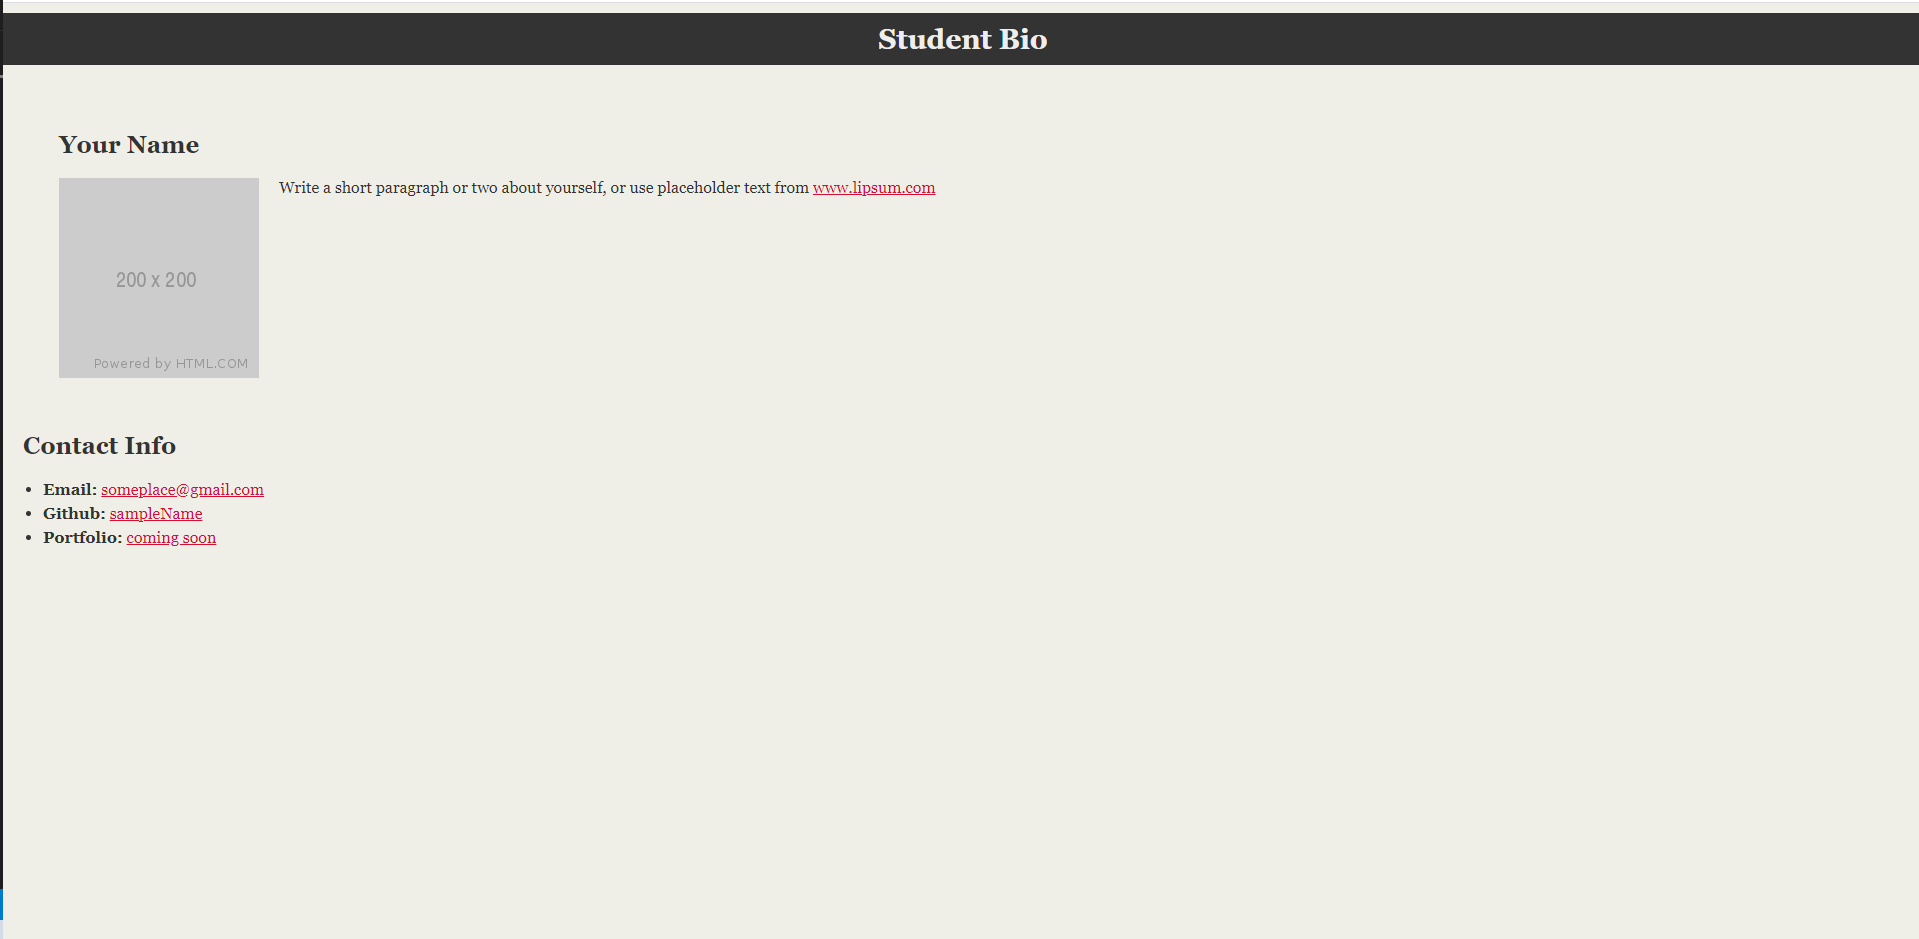 Student Bio
Your Name
Write a short paragraph or two about yourself, or use placeholder text from www.lipsum.com
200 x 200
Powered by HTML.COM
Contact Info
• Email: someplace@gmail.com
• Github: sampleName
• Portfolio: coming soon